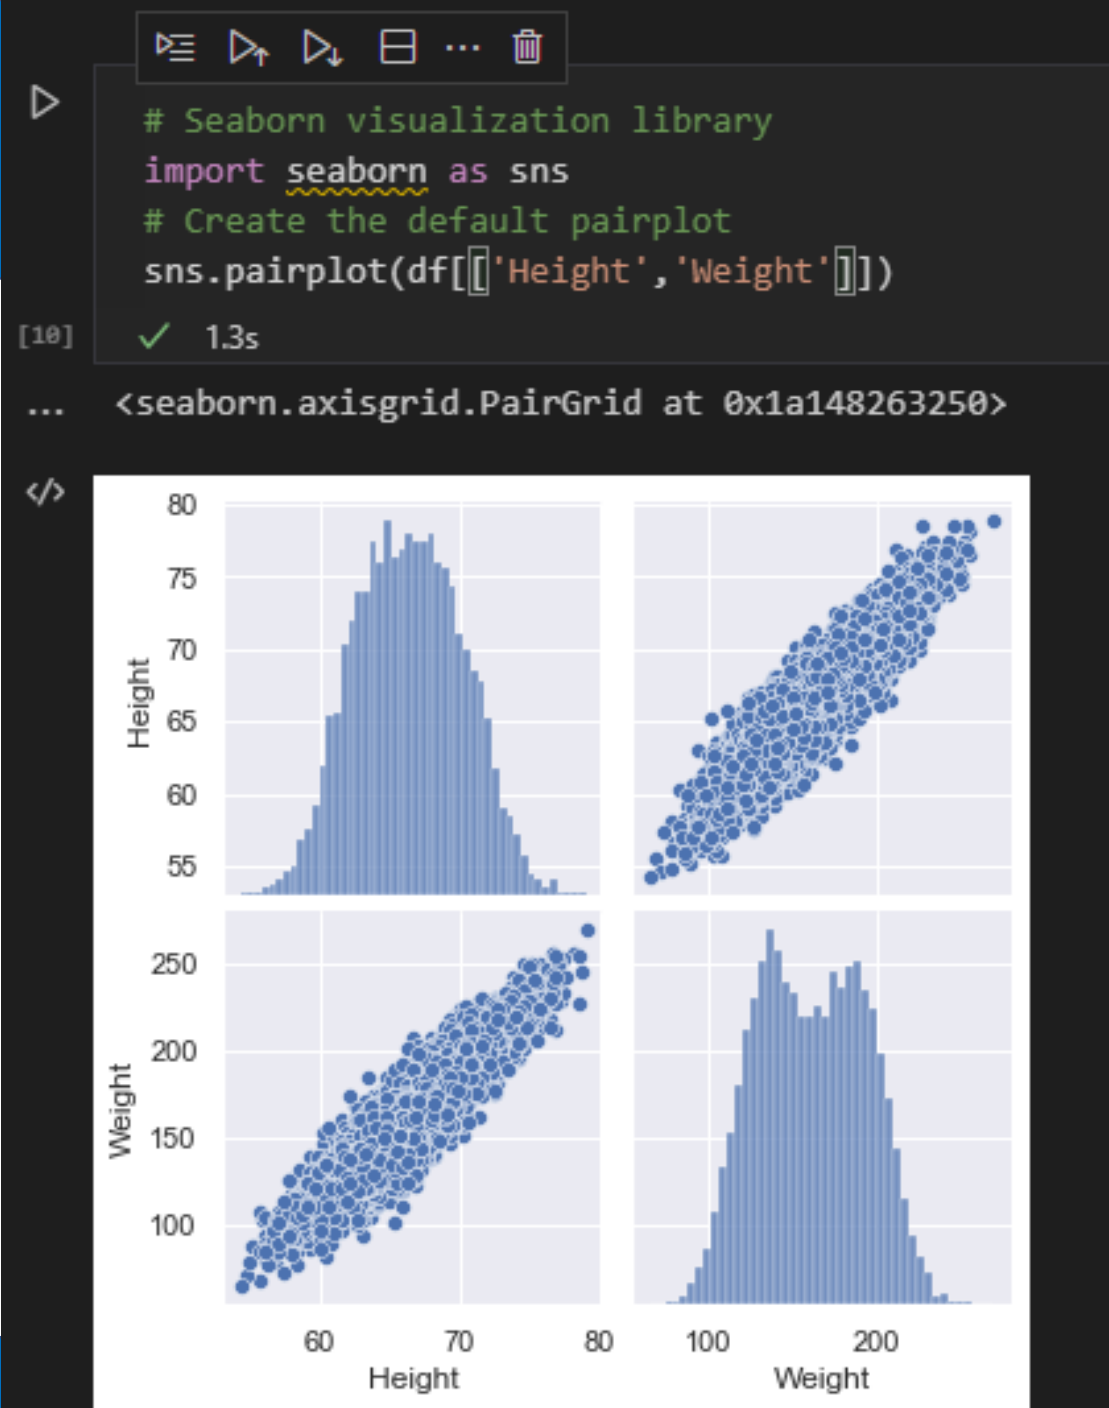 # Seaborn visualization library
import seaborn as sns
# Create the default pairplot
sns.pairplot(df[['Height','Weight']])
[10]
1.3s
... <seaborn.axisgrid.PairGrid at 0x1a148263250>
80
75
70
65
60
55
Height
250
200
150
100
Weight
60 70 80 100 200
Height Weight